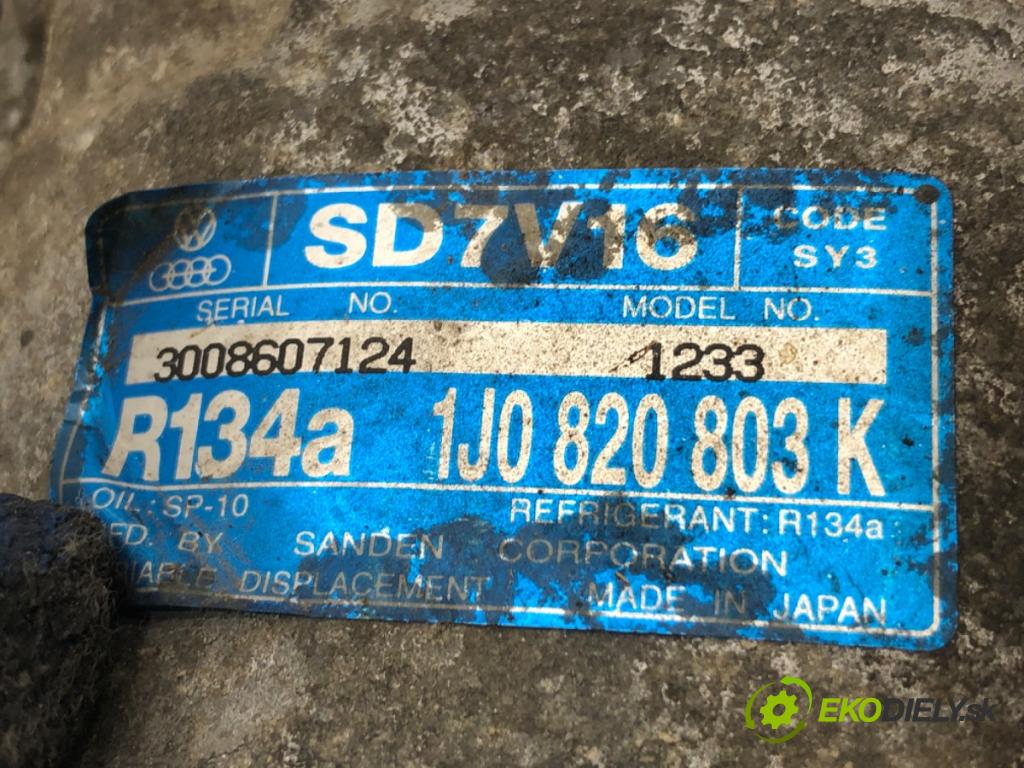 SD7V16
CODE
SY3
SERIAL NO. MODEL NO.
3008607124 1233
R134a 1J0 820 803 K
OIL: SP-10 REFRIGERANT: R134a
BY SANDEN CORPORATION
DISPLACEMENT MADE IN JAPAN
EKODIELY.sk